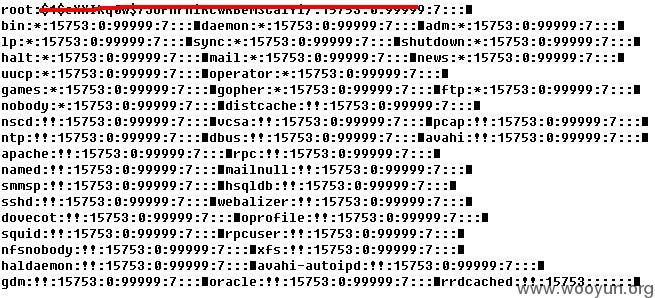 root: 9:7:::■
bin:*:15753:0:99999:7:::■daemon:*:15753:0:99999:7:::■adm:*:15753:0:99999:7:::■
lp:*:15753:0:99999:7:::■sync:*:15753:0:99999:7:::■shutdown:*:15753:0:99999:7:::■
halt:*:15753:0:99999:7:::■mail:*:15753:0:99999:7:::■news:*:15753:0:99999:7:::■
uucp:*:15753:0:99999:7:::■operator:*:15753:0:99999:7:::■
games:*:15753:0:99999:7:::■gopher:*:15753:0:99999:7:::■ftp:*:15753:0:99999:7:::■
nobody:*:15753:0:99999:7:::■distcache:!!:15753:0:99999:7:::■
nscd:!!:15753:0:99999:7:::■vcsa:!!:15753:0:99999:7:::■pcap:!!:15753:0:99999:7:::■
ntp:!!:15753:0:99999:7:::■dbus:!!:15753:0:99999:7:::■avahi:!!:15753:0:99999:7:::■
apache:!!:15753:0:99999:7:::■rpc:!!:15753:0:99999:7:::■
named:!!:15753:0:99999:7:::■mailnull:!!:15753:0:99999:7:::■
smmsp:!!:15753:0:99999:7:::■hsqldb:!!:15753:0:99999:7:::■
sshd:!!:15753:0:99999:7:::■webalizer:!!:15753:0:99999:7:::■
dovecot:!!:15753:0:99999:7:::■oprofile:!!:15753:0:99999:7:::■
squid:!!:15753:0:99999:7:::■rpcuser:!!:15753:0:99999:7:::■
nfsnobody:!!:15753:0:99999:7:::■xfs:!!:15753:0:99999:7:::■
haldaemon:!!:15753:0:99999:7:::■avahi-autoipd:!!:15753:0:99999:7:::■
gdm:!!:15753:0:99999:7:::■oracle:!!:15753:0:99999:7:::■rrdcached:!!:15753::::::■
www.wooyun.org